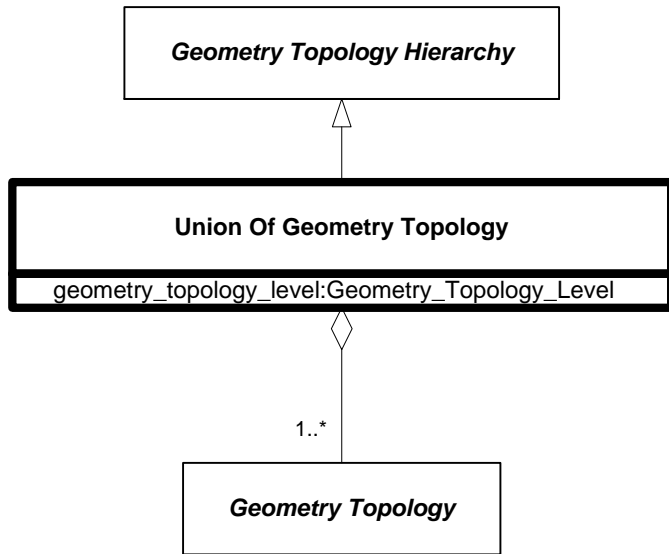 Geometry Topology Hierarchy
Union Of Geometry Topology
geometry_topology_level:Geometry_Topology_Level
1..*
Geometry Topology